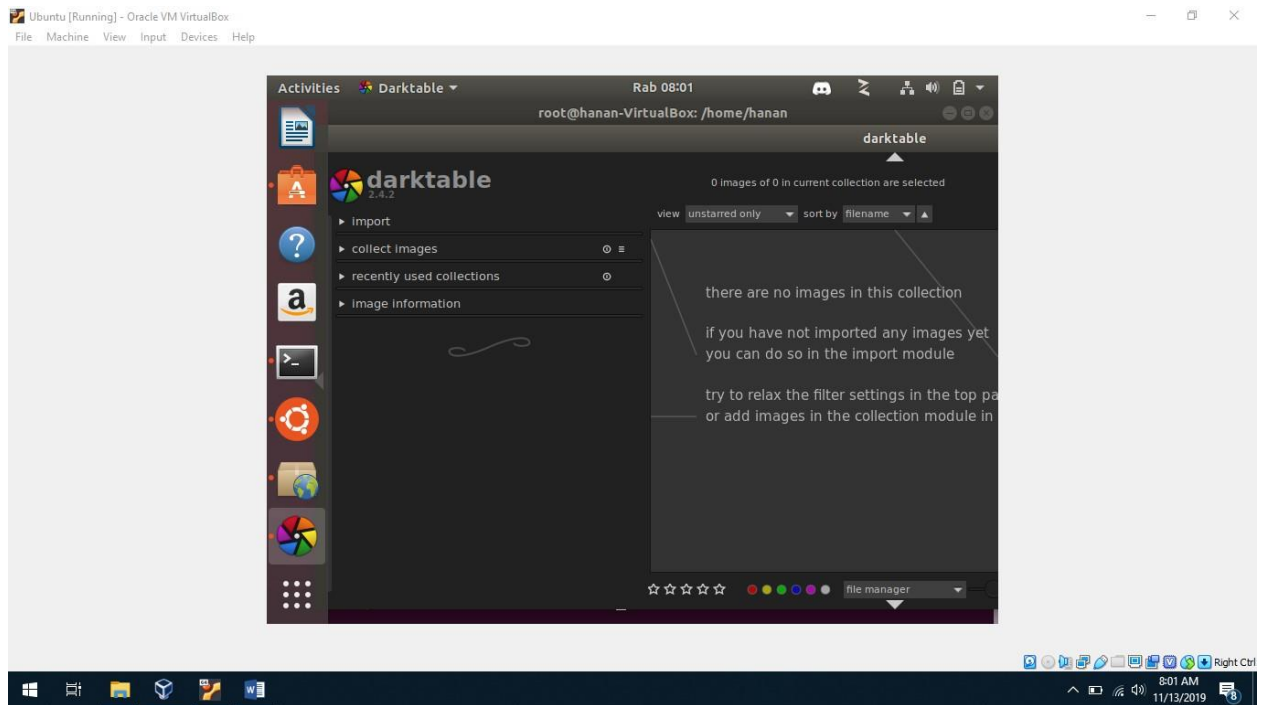 Ubuntu [Running] - Oracle VM VirtualBox
File Machine View Input Devices Help
Activities Darktable Rab 08:01
root@hanan-VirtualBox: /home/hanan
darktable
darktable
2.4.2
0 images of 0 in current collection are selected
view unstarred only sort by filename
import
collect images
recently used collections
image information
there are no images in this collection
if you have not imported any images yet
you can do so in the import module
try to relax the filter settings in the top pa
or add images in the collection module in
file manager
Right Ctrl
8:01 AM
11/13/2019
8